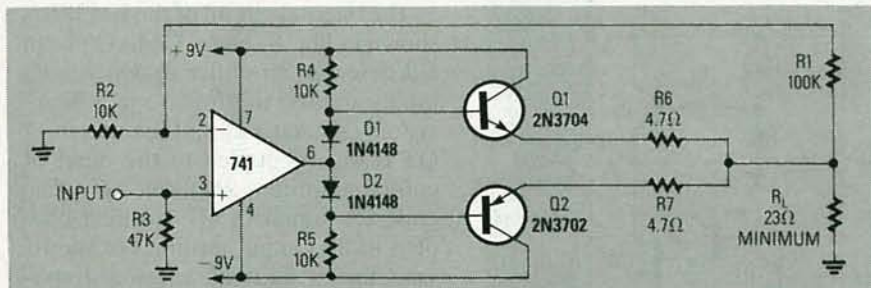 +9V
R2
10K
2
3
741
7
6
4
INPUT
R3
47K
-9V
R4
10K
D1
1N4148
D2
1N4148
R5
10K
Q1
2N3704
Q2
2N3702
R6
4.7Ω
R7
4.7Ω
R1
100K
RL
23Ω
MINIMUM